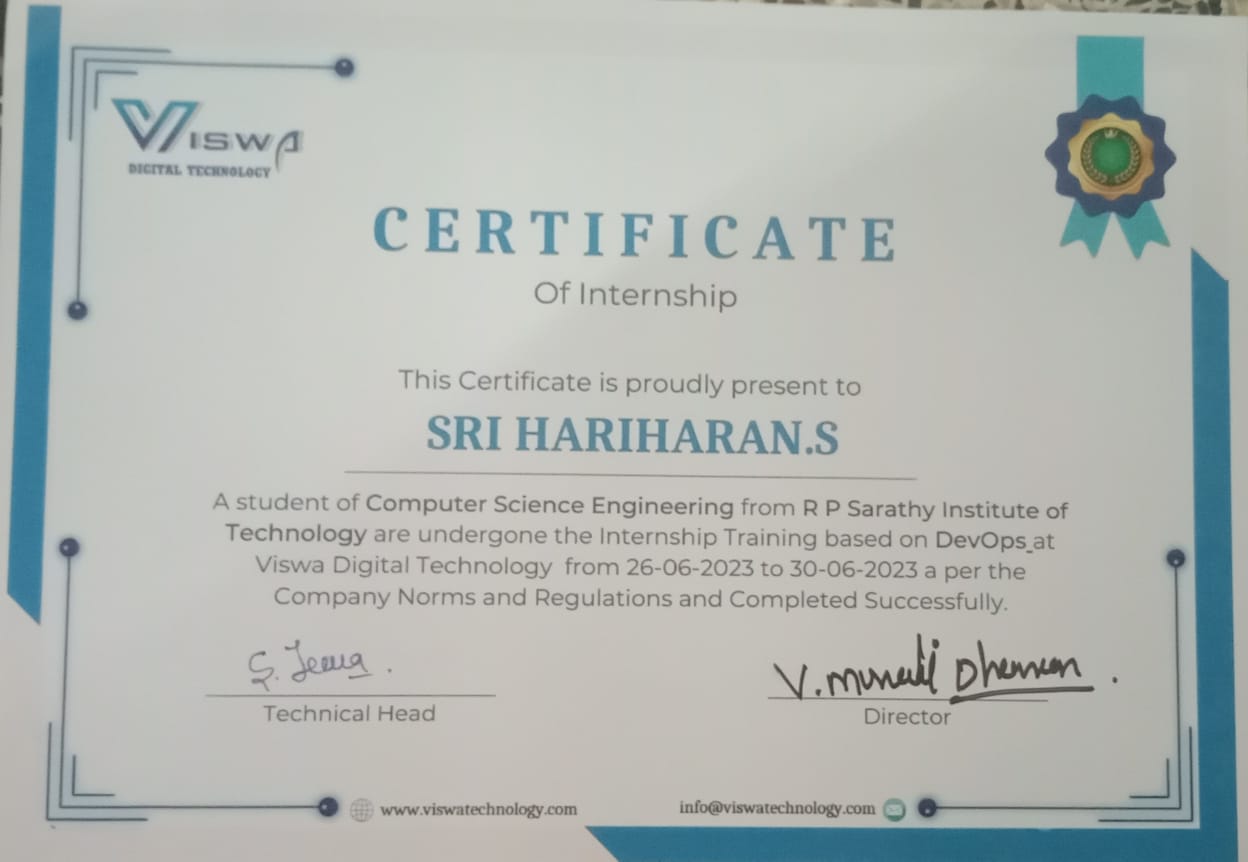 VISWA
DIGITAL TECHNOLOGY
CERTIFICATE
Of Internship
This Certificate is proudly present to
SRI HARIHARAN.S
A student of Computer Science Engineering from R P Sarathy Institute of
Technology are undergone the Internship Training based on DevOps at
Viswa Digital Technology from 26-06-2023 to 30-06-2023 a per the
Company Norms and Regulations and Completed Successfully.
Technical Head
V.
Director
www.viswatechnology.com
info@viswatechnology.com